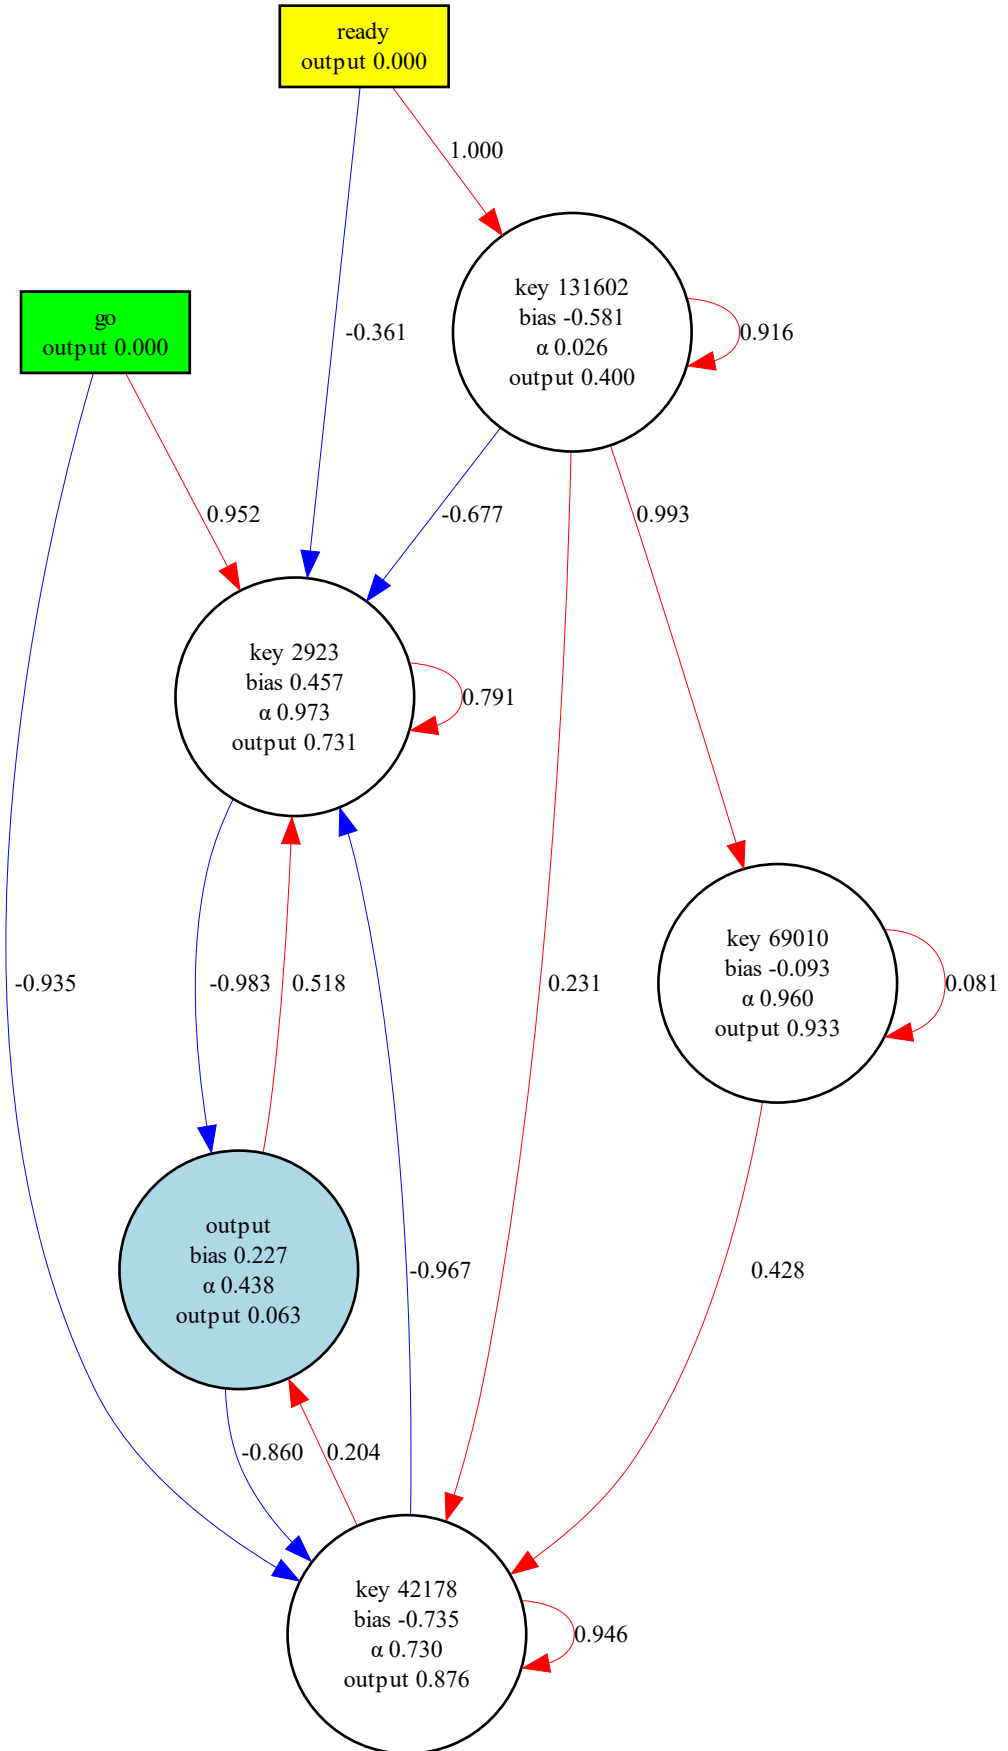 ready
output 0.000
1.000
key 131602
bias -0.581
α 0.026
output 0.400
0.916
go
output 0.000
-0.361
0.952
-0.677
0.993
key 2923
bias 0.457
α 0.973
output 0.731
0.791
key 69010
bias -0.093
α 0.960
output 0.933
0.081
-0.935
-0.983
0.518
0.231
output
bias 0.227
α 0.438
output 0.063
-0.967
0.428
-0.860
0.204
key 42178
bias -0.735
α 0.730
output 0.876
0.946